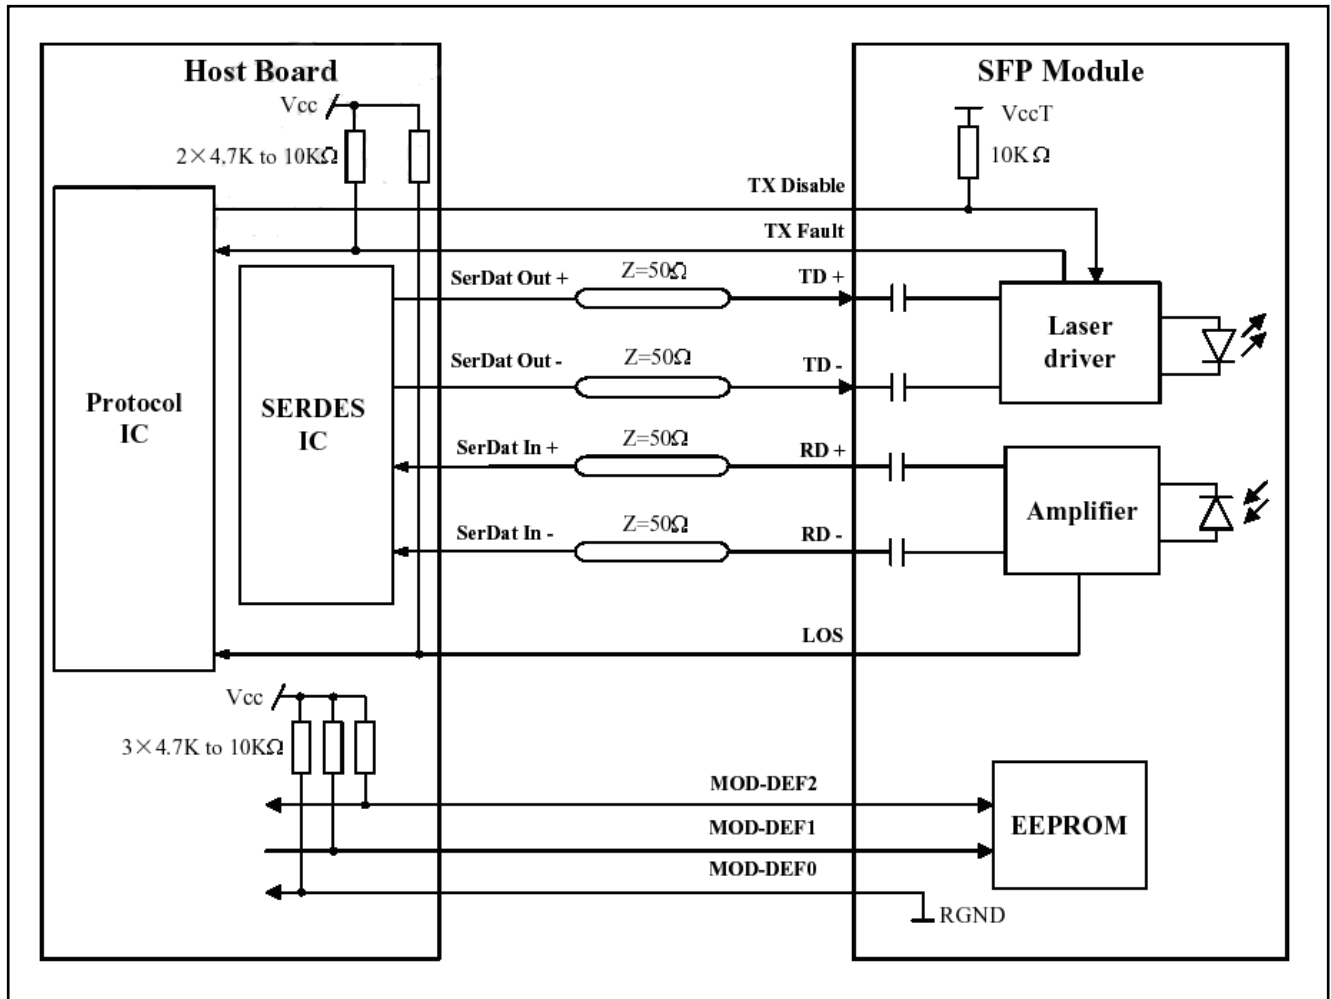 Host Board
SFP Module
Vcc
VccT
2×4.7K to 10KΩ
10KΩ
TX Disable
TX Fault
SerDat Out +
Z=50Ω
TD +
Laser
driver
SerDat Out -
Z=50Ω
TD -
Protocol
IC
SERDES
IC
SerDat In +
Z=50Ω
RD +
Amplifier
SerDat In -
Z=50Ω
RD -
LOS
Vcc
3×4.7K to 10KΩ
MOD-DEF2
MOD-DEF1
EEPROM
MOD-DEF0
RGND